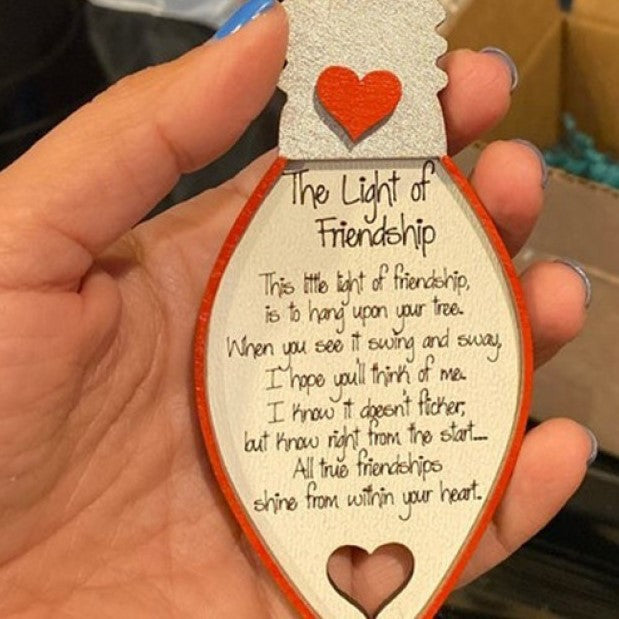 The Light of
Friendship
This little light of friendship,
is to hang upon your tree.
When you see it swing and sway,
I hope you'll think of me.
I know it doesn't flicker,
but know right from the start....
All true friendships
shine from within your heart.